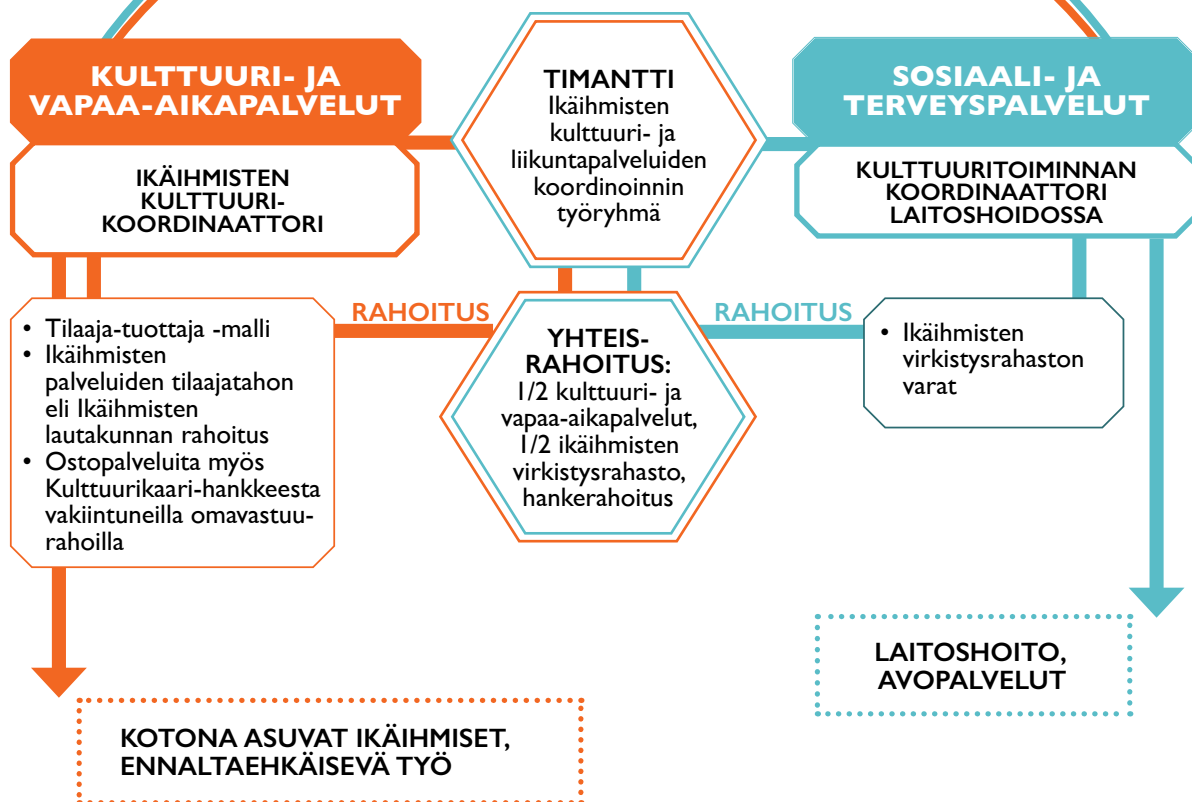 KULTTUURI- JA
VAPAA-AIKAPALVELUT
IKÄIHMISTEN
KULTTUURI-
KOORDINAATTORI
TIMANTTI
Ikäihmisten
kulttuuri- ja
liikuntapalveluiden
koordinoinnin
työryhmä
SOSIAALI- JA
TERVEYSPALVELUT
KULTTUURITOIMINNAN
KOORDINAATTORI
LAITOSHOIDOSSA
• Tilaaja-tuottaja -malli
• Ikäihmisten
palveluiden tilaajatahon
eli Ikäihmisten
lautakunnan rahoitus
• Ostopalveluita myös
Kulttuurikaari-hankkeesta
vakiintuneilla omavastuu-
rahoilla
RAHOITUS
YHTEIS-
RAHOITUS:
1/2 kulttuuri- ja
vapaa-aikapalvelut,
1/2 ikäihmisten
virkistysrahasto,
hankerahoitus
RAHOITUS
• Ikäihmisten
virkistysrahaston
varat
LAITOSHOITO,
AVOPALVELUT
KOTONA ASUVAT IKÄIHMISET,
ENNALTAEHKÄISEVÄ TYÖ